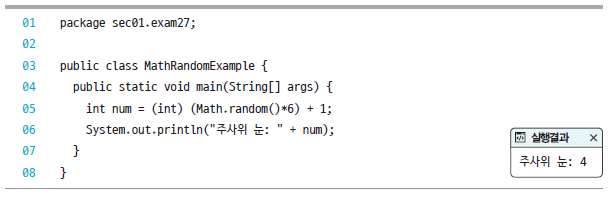 01 package sec01.exam27;
02
03 public class MathRandomExample {
04 public static void main(String[] args) {
05 int num = (int) (Math.random()*6) + 1;
06 System.out.println("주사위 눈: " + num);
07 }
08 }
실행결과 ×
주사위 눈: 4